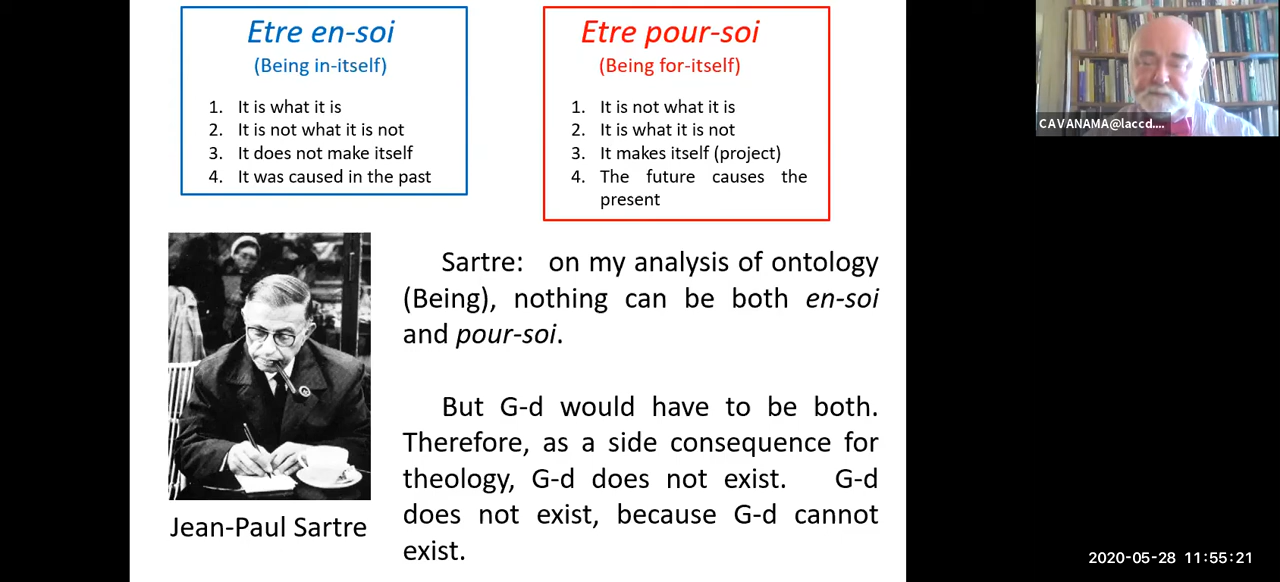 Etre en-soi
(Being in-itself)
1. It is what it is
2. It is not what it is not
3. It does not make itself
4. It was caused in the past
Etre pour-soi
(Being for-itself)
1. It is not what it is
2. It is what it is not
3. It makes itself (project)
4. The future causes the
present
CAVANAMA@laccd....
Sartre: on my analysis of ontology
(Being), nothing can be both en-soi
and pour-soi.
But G-d would have to be both.
Therefore, as a side consequence for
theology, G-d does not exist. G-d
does not exist, because G-d cannot
exist.
Jean-Paul Sartre
2020-05-28 11:55:21